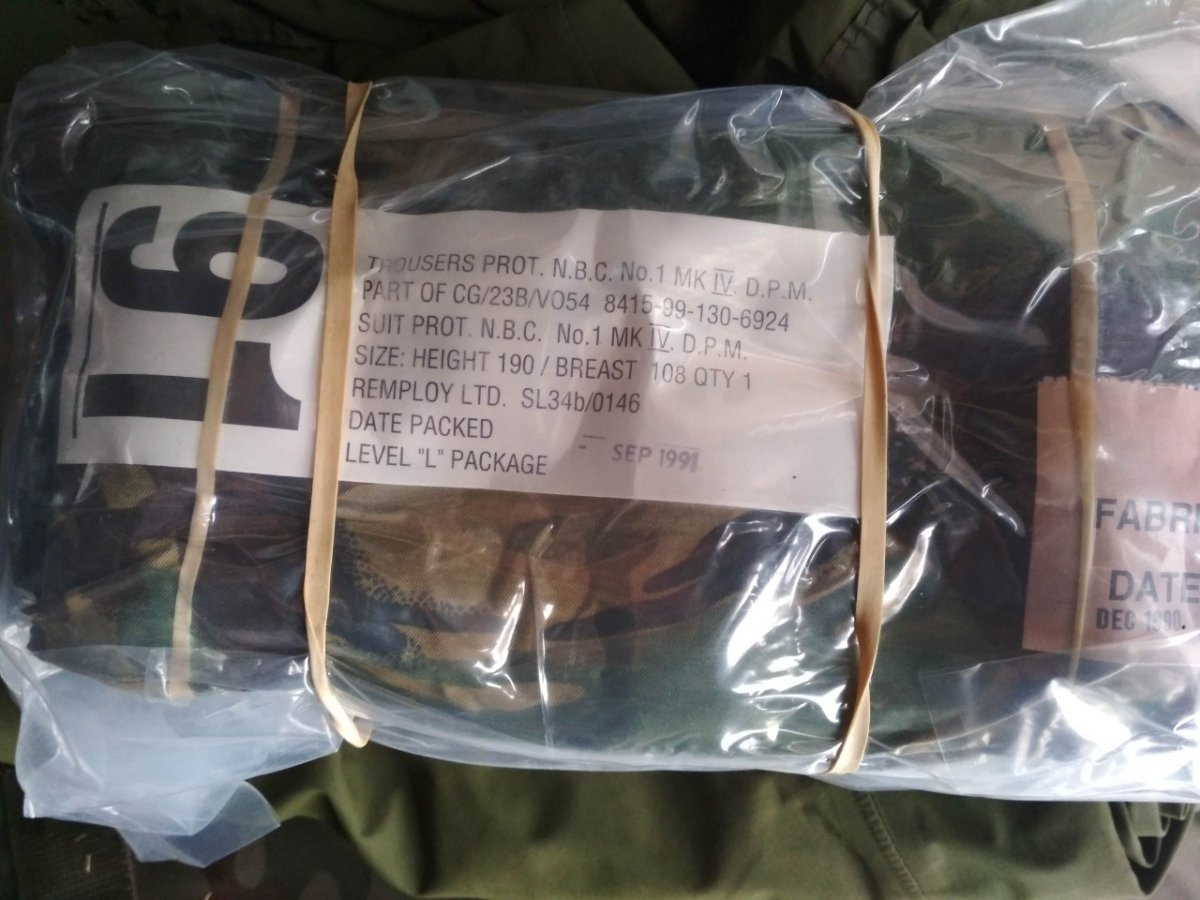 91
TROUSERS PROT. N.B.C. No.1 MK IV. D.P.M.
PART OF CG/23B/VO54 8415-99-130-6924
SUIT PROT. N.B.C. No.1 MK IV. D.P.M.
SIZE: HEIGHT 190 / BREAST 108 QTY 1
REMPLOY LTD. SL34b/0146
DATE PACKED - SEP 1991
LEVEL "L" PACKAGE
FABRI
DATE
DEC 1990.